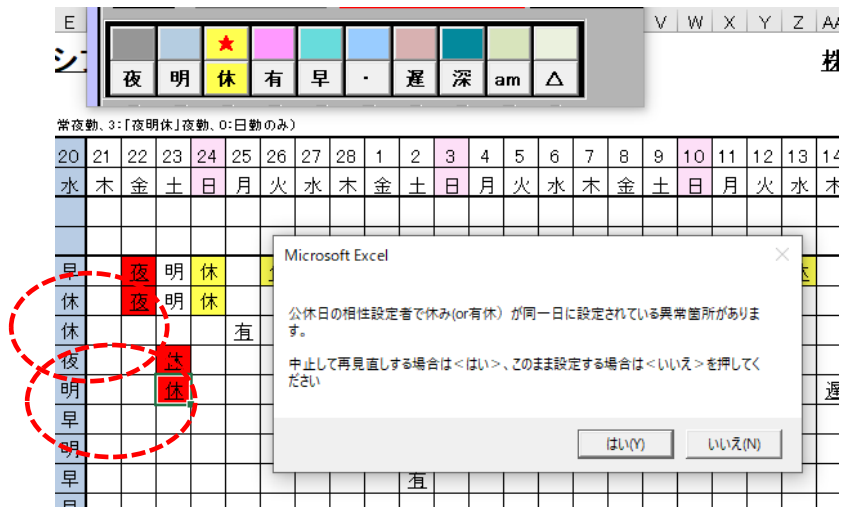 E V W X Y Z AA
シフ 株
★
夜 明 休 有 早 ・ 遅 深 am △
常夜勤、3:「夜明休」夜勤、0:日勤のみ）
20 21 22 23 24 25 26 27 28 1 2 3 4 5 6 7 8 9 10 11 12 13 14
水 木 金 土 日 月 火 水 木 金 土 日 月 火 水 木 金 土 日 月 火 水 木
早 夜 明 休
休 夜 明 休
休 有
夜 休
明 休 遅
早
明
早 有
Microsoft Excel
公休日の相性設定者で休み(or有休）が同一日に設定されている異常箇所がありま
す。
中止して再見直しする場合は＜はい＞、このまま設定する場合は＜いいえ＞を押してく
ださい
はい(Y) いいえ(N)